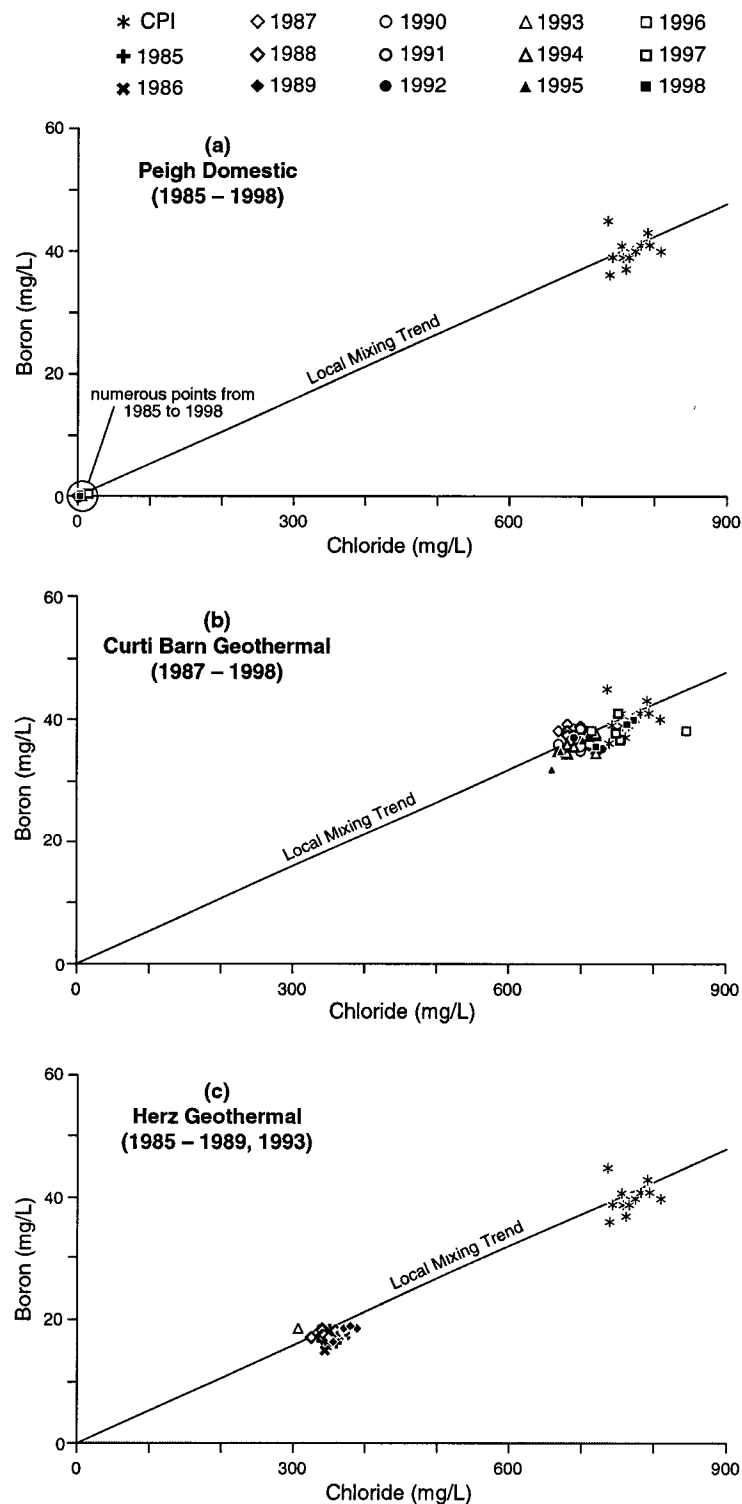 CPI 1987 1990 1993 1996
1985 1988 1991 1994 1997
1986 1989 1992 1995 1998
60
(a)
Peigh Domestic
(1985 – 1998)
40
Boron (mg/L)
Local Mixing Trend
20
numerous points from
1985 to 1998
0
0 300 600 900
Chloride (mg/L)
60
(b)
Curti Barn Geothermal
(1987 – 1998)
40
Boron (mg/L)
Local Mixing Trend
20
0
0 300 600 900
Chloride (mg/L)
60
(c)
Herz Geothermal
(1985 – 1989, 1993)
40
Boron (mg/L)
Local Mixing Trend
20
0
0 300 600 900
Chloride (mg/L)